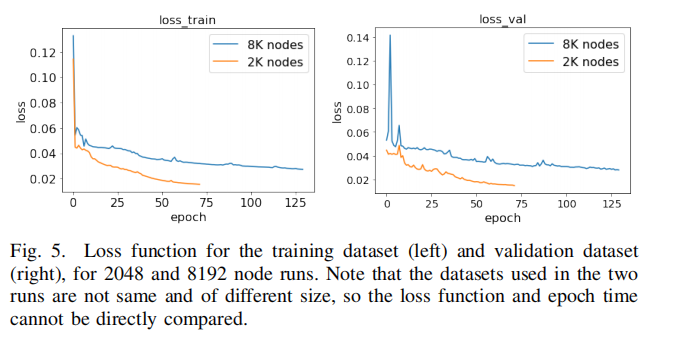 loss_train
0.12
0.10
0.08
0.06
0.04
0.02
loss
0
25
50
75
100
125
epoch
8K nodes
2K nodes
loss_val
0.14
0.12
0.10
0.08
0.06
0.04
0.02
loss
0
25
50
75
100
125
epoch
8K nodes
2K nodes
Fig. 5. Loss function for the training dataset (left) and validation dataset
(right), for 2048 and 8192 node runs. Note that the datasets used in the two
runs are not same and of different size, so the loss function and epoch time
cannot be directly compared.